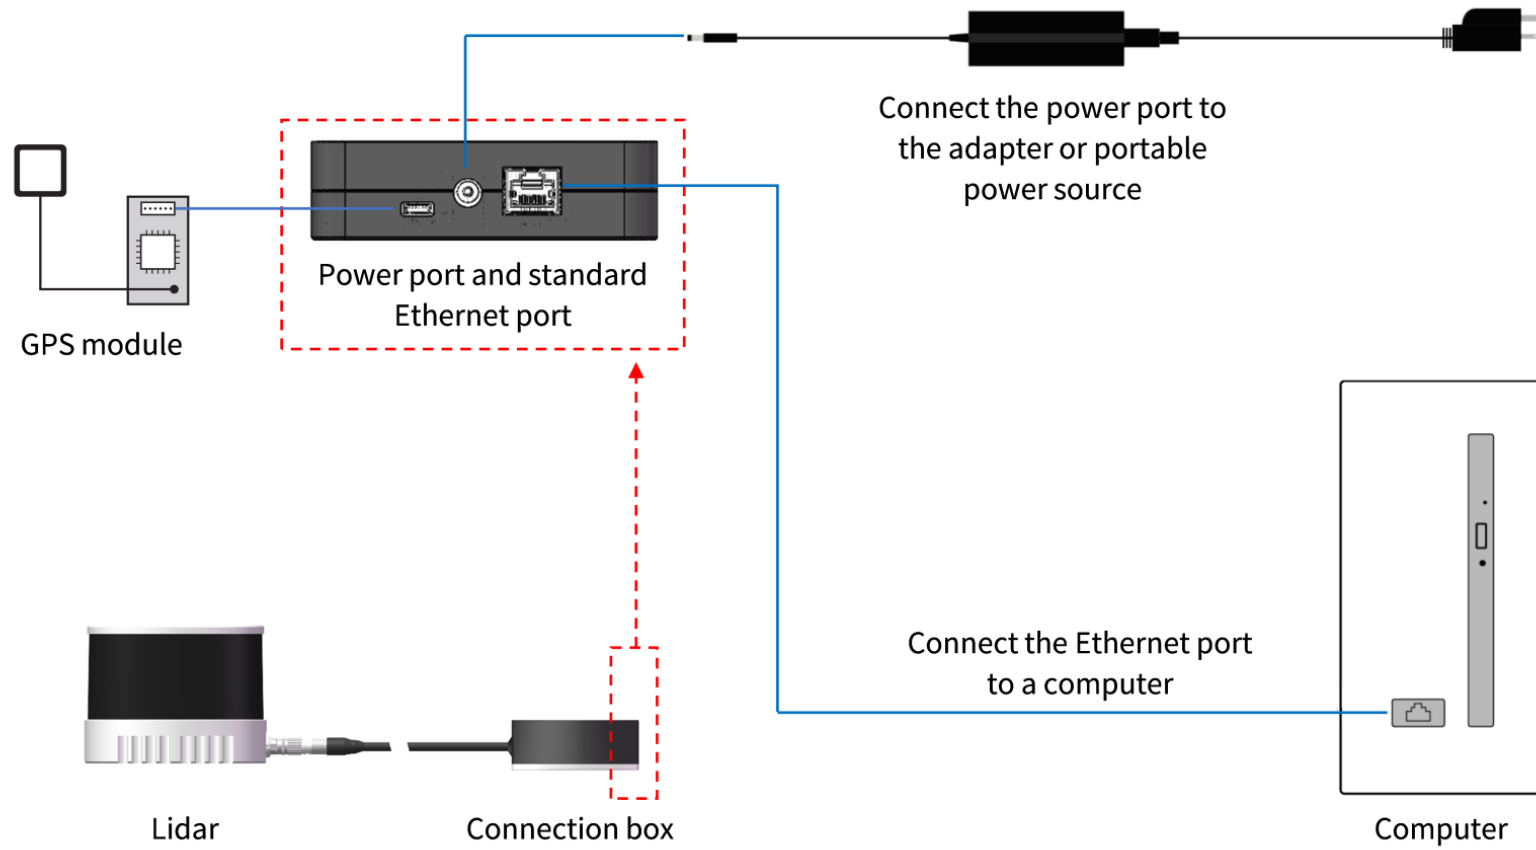 Connect the power port to
the adapter or portable
power source
Power port and standard
Ethernet port
GPS module
Connect the Ethernet port
to a computer
Lidar
Connection box
Computer